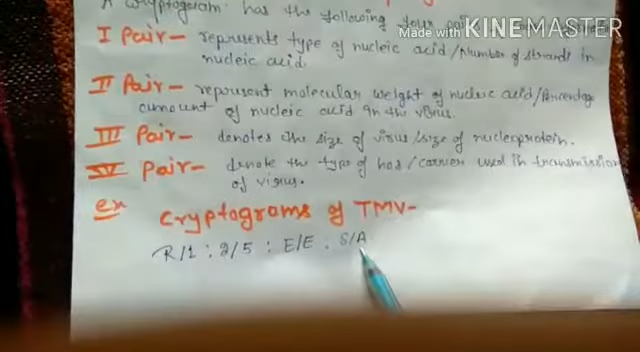 A cryptogram has the following four pair
Made with KINEMASTER
I Pair- represents type of nucleic acid/Number of strands in
nucleic acid.
II Pair- represent molecular weight of nucleic acid/Percentage
amount of nucleic acid in the virus.
III Pair- denotes the size of virus/size of nucleoprotein.
IV Pair- denote the type of hos/carrier used in transmission
of virus.
ex Cryptograms of TMV-
R/1 : 2/5 : E/E : S/A